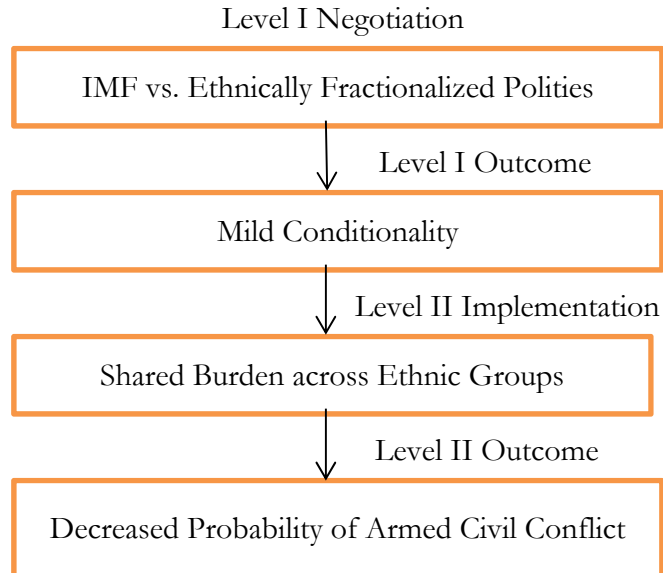 Level I Negotiation
IMF vs. Ethnically Fractionalized Polities
Level I Outcome
Mild Conditionality
Level II Implementation
Shared Burden across Ethnic Groups
Level II Outcome
Decreased Probability of Armed Civil Conflict